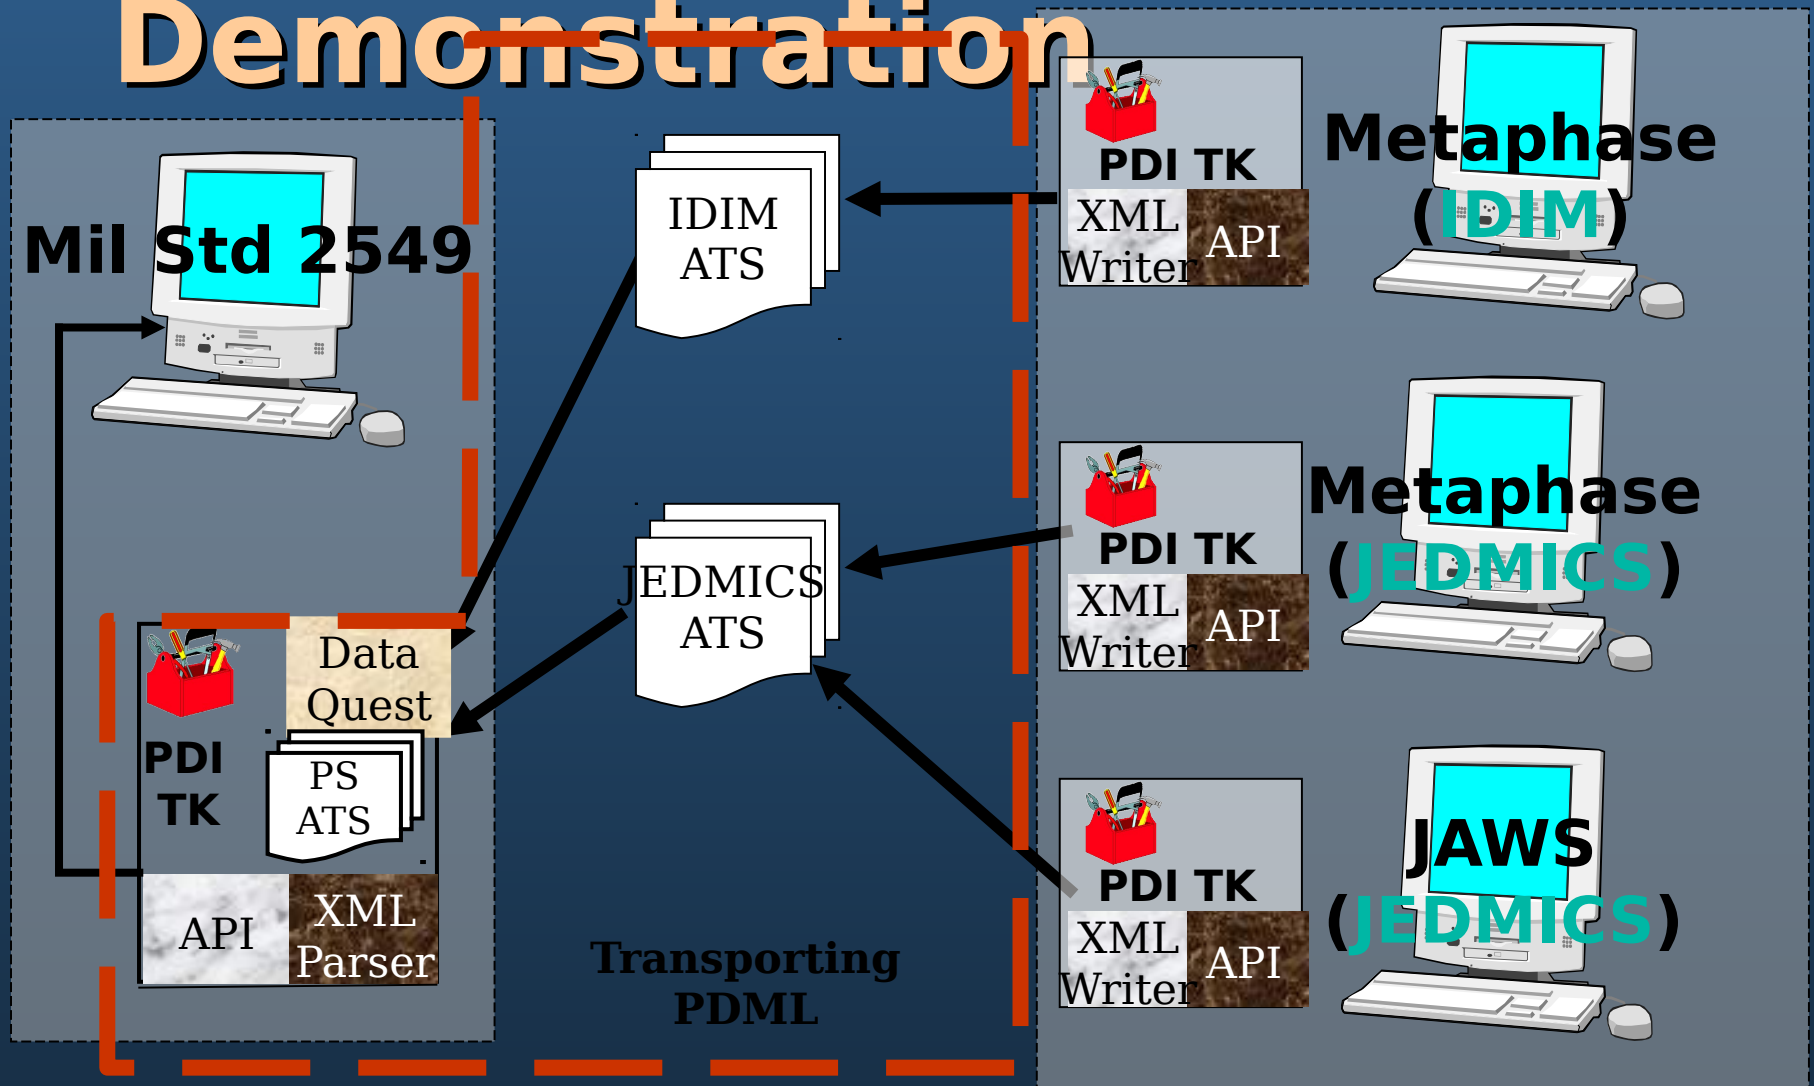 Demonstration
Mil Std 2549
PDI
TK
Data
Quest
PS
ATS
API
XML
Parser
IDIM
ATS
JEDMICS
ATS
Transporting
PDML
PDI TK
XML
Writer
API
Metaphase
(IDIM)
PDI TK
XML
Writer
API
Metaphase
(JEDMICS)
PDI TK
XML
Writer
API
JAWS
(JEDMICS)